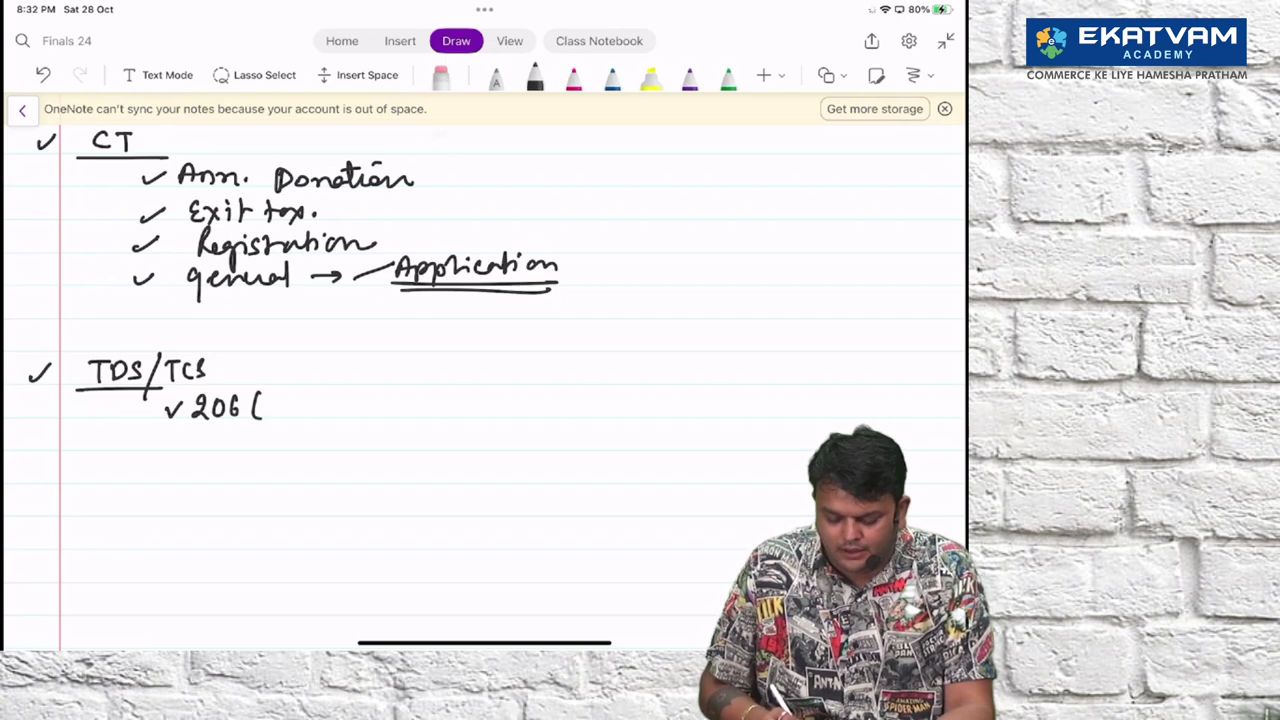 8:32 PM Sat 28 Oct
80%
Finals 24
Home Insert Draw View Class Notebook
Text Mode Lasso Select Insert Space
OneNote can't sync your notes because your account is out of space.
Get more storage
EKATVAM
ACADEMY
COMMERCE KE LIYE HAMESHA PRATHAM
CT
Ann. Donation
Exit tax.
Registration
general → Application
TDS/TCS
206 (